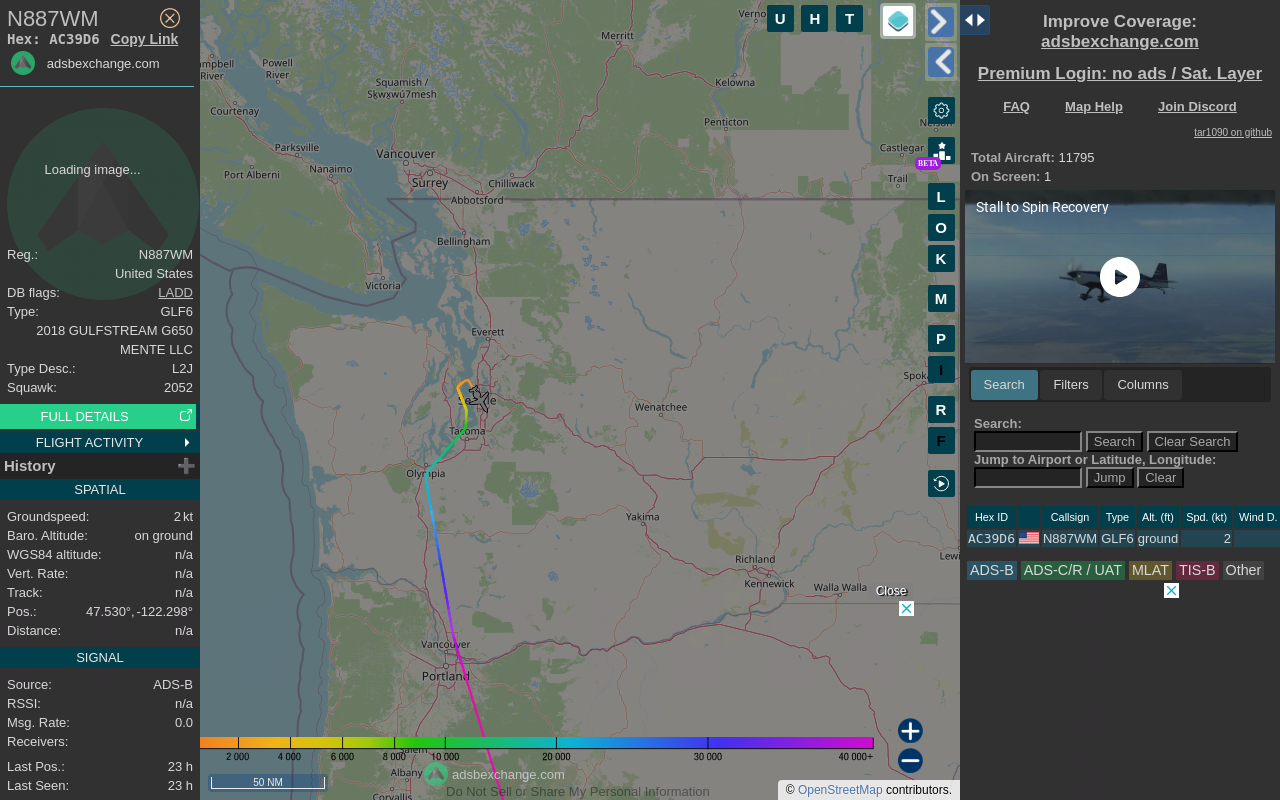 N887WM
Hex: AC39D6 Copy Link
adsbexchange.com
Loading image...
Reg.: N887WM
United States
DB flags: LADD
Type: GLF6
2018 GULFSTREAM G650
MENTE LLC
Type Desc.: L2J
Squawk: 2052
FULL DETAILS
FLIGHT ACTIVITY
History
SPATIAL
Groundspeed: 2 kt
Baro. Altitude: on ground
WGS84 altitude: n/a
Vert. Rate: n/a
Track: n/a
Pos.: 47.530°, -122.298°
Distance: n/a
SIGNAL
Source: ADS-B
RSSI: n/a
Msg. Rate: 0.0
Receivers:
Last Pos.: 23 h
Last Seen: 23 h
Merritt
Powell
River
River
Squamish /
Sḵwx̱wú7mesh
Courtenay
Kelowna
Penticton
Parksville
Vancouver
Nanaimo
Port Alberni
Surrey
Chilliwack
Abbotsford
Castlegar
Trail
Bellingham
Victoria
Everett
Tacoma
Wenatchee
Olympia
Yakima
Richland
Kennewick
Walla Walla
Vancouver
Portland
Salem
Albany
Corvallis
U H T
BETA
L
O
K
M
P
I
R
F
Close
2 000 4 000 6 000 8 000 10 000 20 000 30 000 40 000+
50 NM
adsbexchange.com
Do Not Sell or Share My Personal Information
© OpenStreetMap contributors.
Improve Coverage:
adsbexchange.com
Premium Login: no ads / Sat. Layer
FAQ Map Help Join Discord
tar1090 on github
Total Aircraft: 11795
On Screen: 1
Stall to Spin Recovery
Search Filters Columns
Search:
Search Clear Search
Jump to Airport or Latitude, Longitude:
Jump Clear
Hex ID Callsign Type Alt. (ft) Spd. (kt) Wind D.
AC39D6 N887WM GLF6 ground 2
ADS-B ADS-C/R / UAT MLAT TIS-B Other